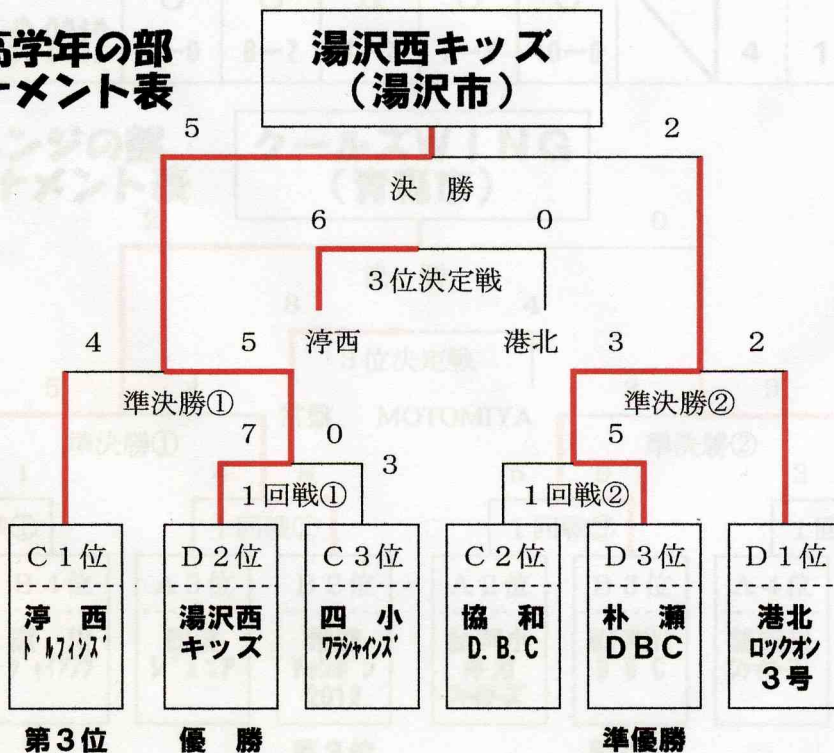 高学年の部
ナメント表
湯沢西キッズ
(湯沢市)
5
2
決 勝
6
0
3位決定戦
停西
港北
4
5
3
2
準決勝①
準決勝②
7
0
3
5
1回戦①
1回戦②
C1位
D2位
C3位
C2位
D3位
D1位
停 西
ドルフィンズ
湯沢西
キッズ
四 小
ワラシャインズ
協 和
D.B.C
朴 瀬
DBC
港北
ロックオン
3号
第3位
優 勝
準優勝
MOTOMIYA